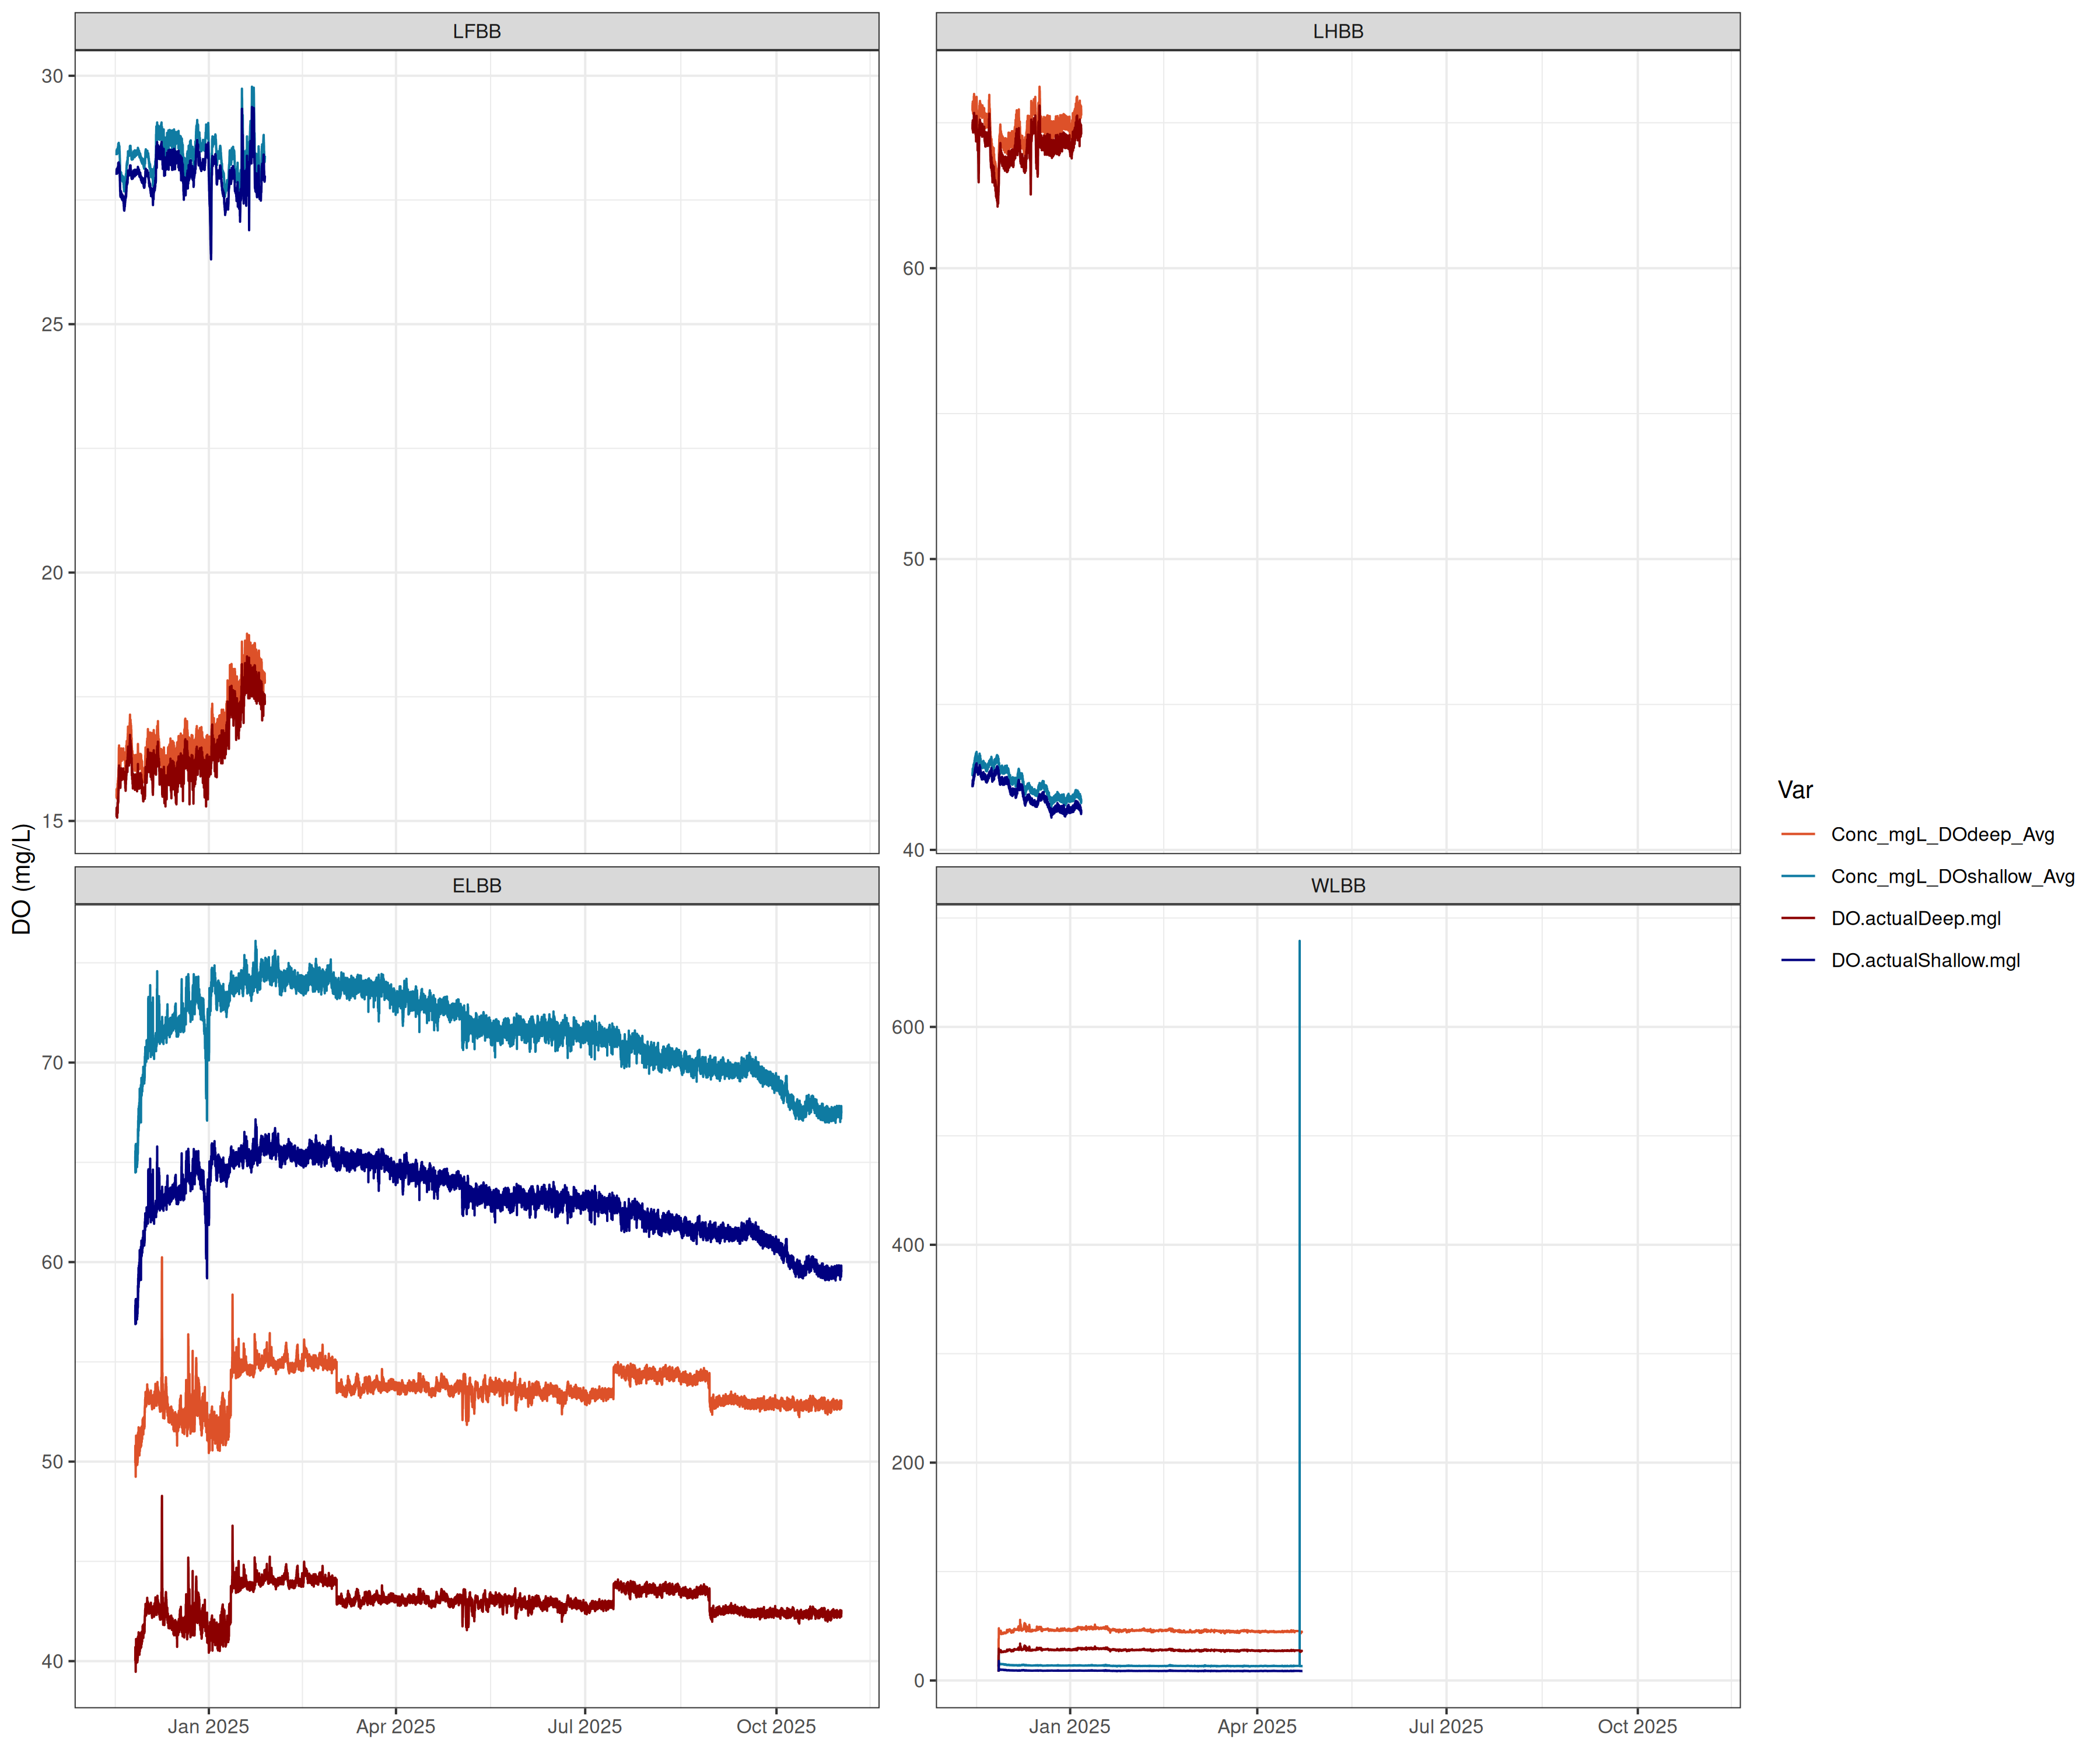 LFBB
LHBB
30
25
20
15
60
50
40
DO (mg/L)
ELBB
WLBB
70
60
50
40
600
400
200
0
Jan 2025
Apr 2025
Jul 2025
Oct 2025
Jan 2025
Apr 2025
Jul 2025
Oct 2025
Var
Conc_mgL_DOdeep_Avg
Conc_mgL_DOshallow_Avg
DO.actualDeep.mgl
DO.actualShallow.mgl